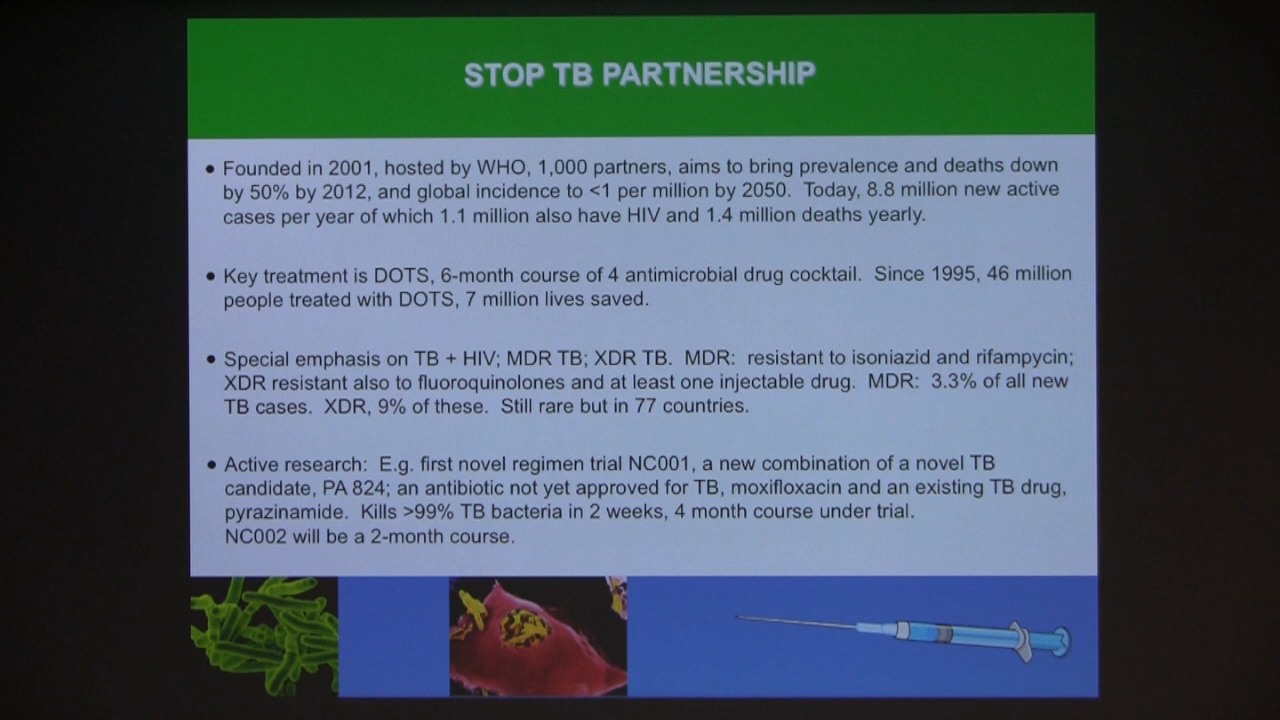 STOP TB PARTNERSHIP
• Founded in 2001, hosted by WHO, 1,000 partners, aims to bring prevalence and deaths down
by 50% by 2012, and global incidence to <1 per million by 2050. Today, 8.8 million new active
cases per year of which 1.1 million also have HIV and 1.4 million deaths yearly.
• Key treatment is DOTS, 6-month course of 4 antimicrobial drug cocktail. Since 1995, 46 million
people treated with DOTS, 7 million lives saved.
• Special emphasis on TB + HIV; MDR TB; XDR TB. MDR: resistant to isoniazid and rifampycin;
XDR resistant also to fluoroquinolones and at least one injectable drug. MDR: 3.3% of all new
TB cases. XDR, 9% of these. Still rare but in 77 countries.
• Active research: E.g. first novel regimen trial NC001, a new combination of a novel TB
candidate, PA 824; an antibiotic not yet approved for TB, moxifloxacin and an existing TB drug,
pyrazinamide. Kills >99% TB bacteria in 2 weeks, 4 month course under trial.
NC002 will be a 2-month course.